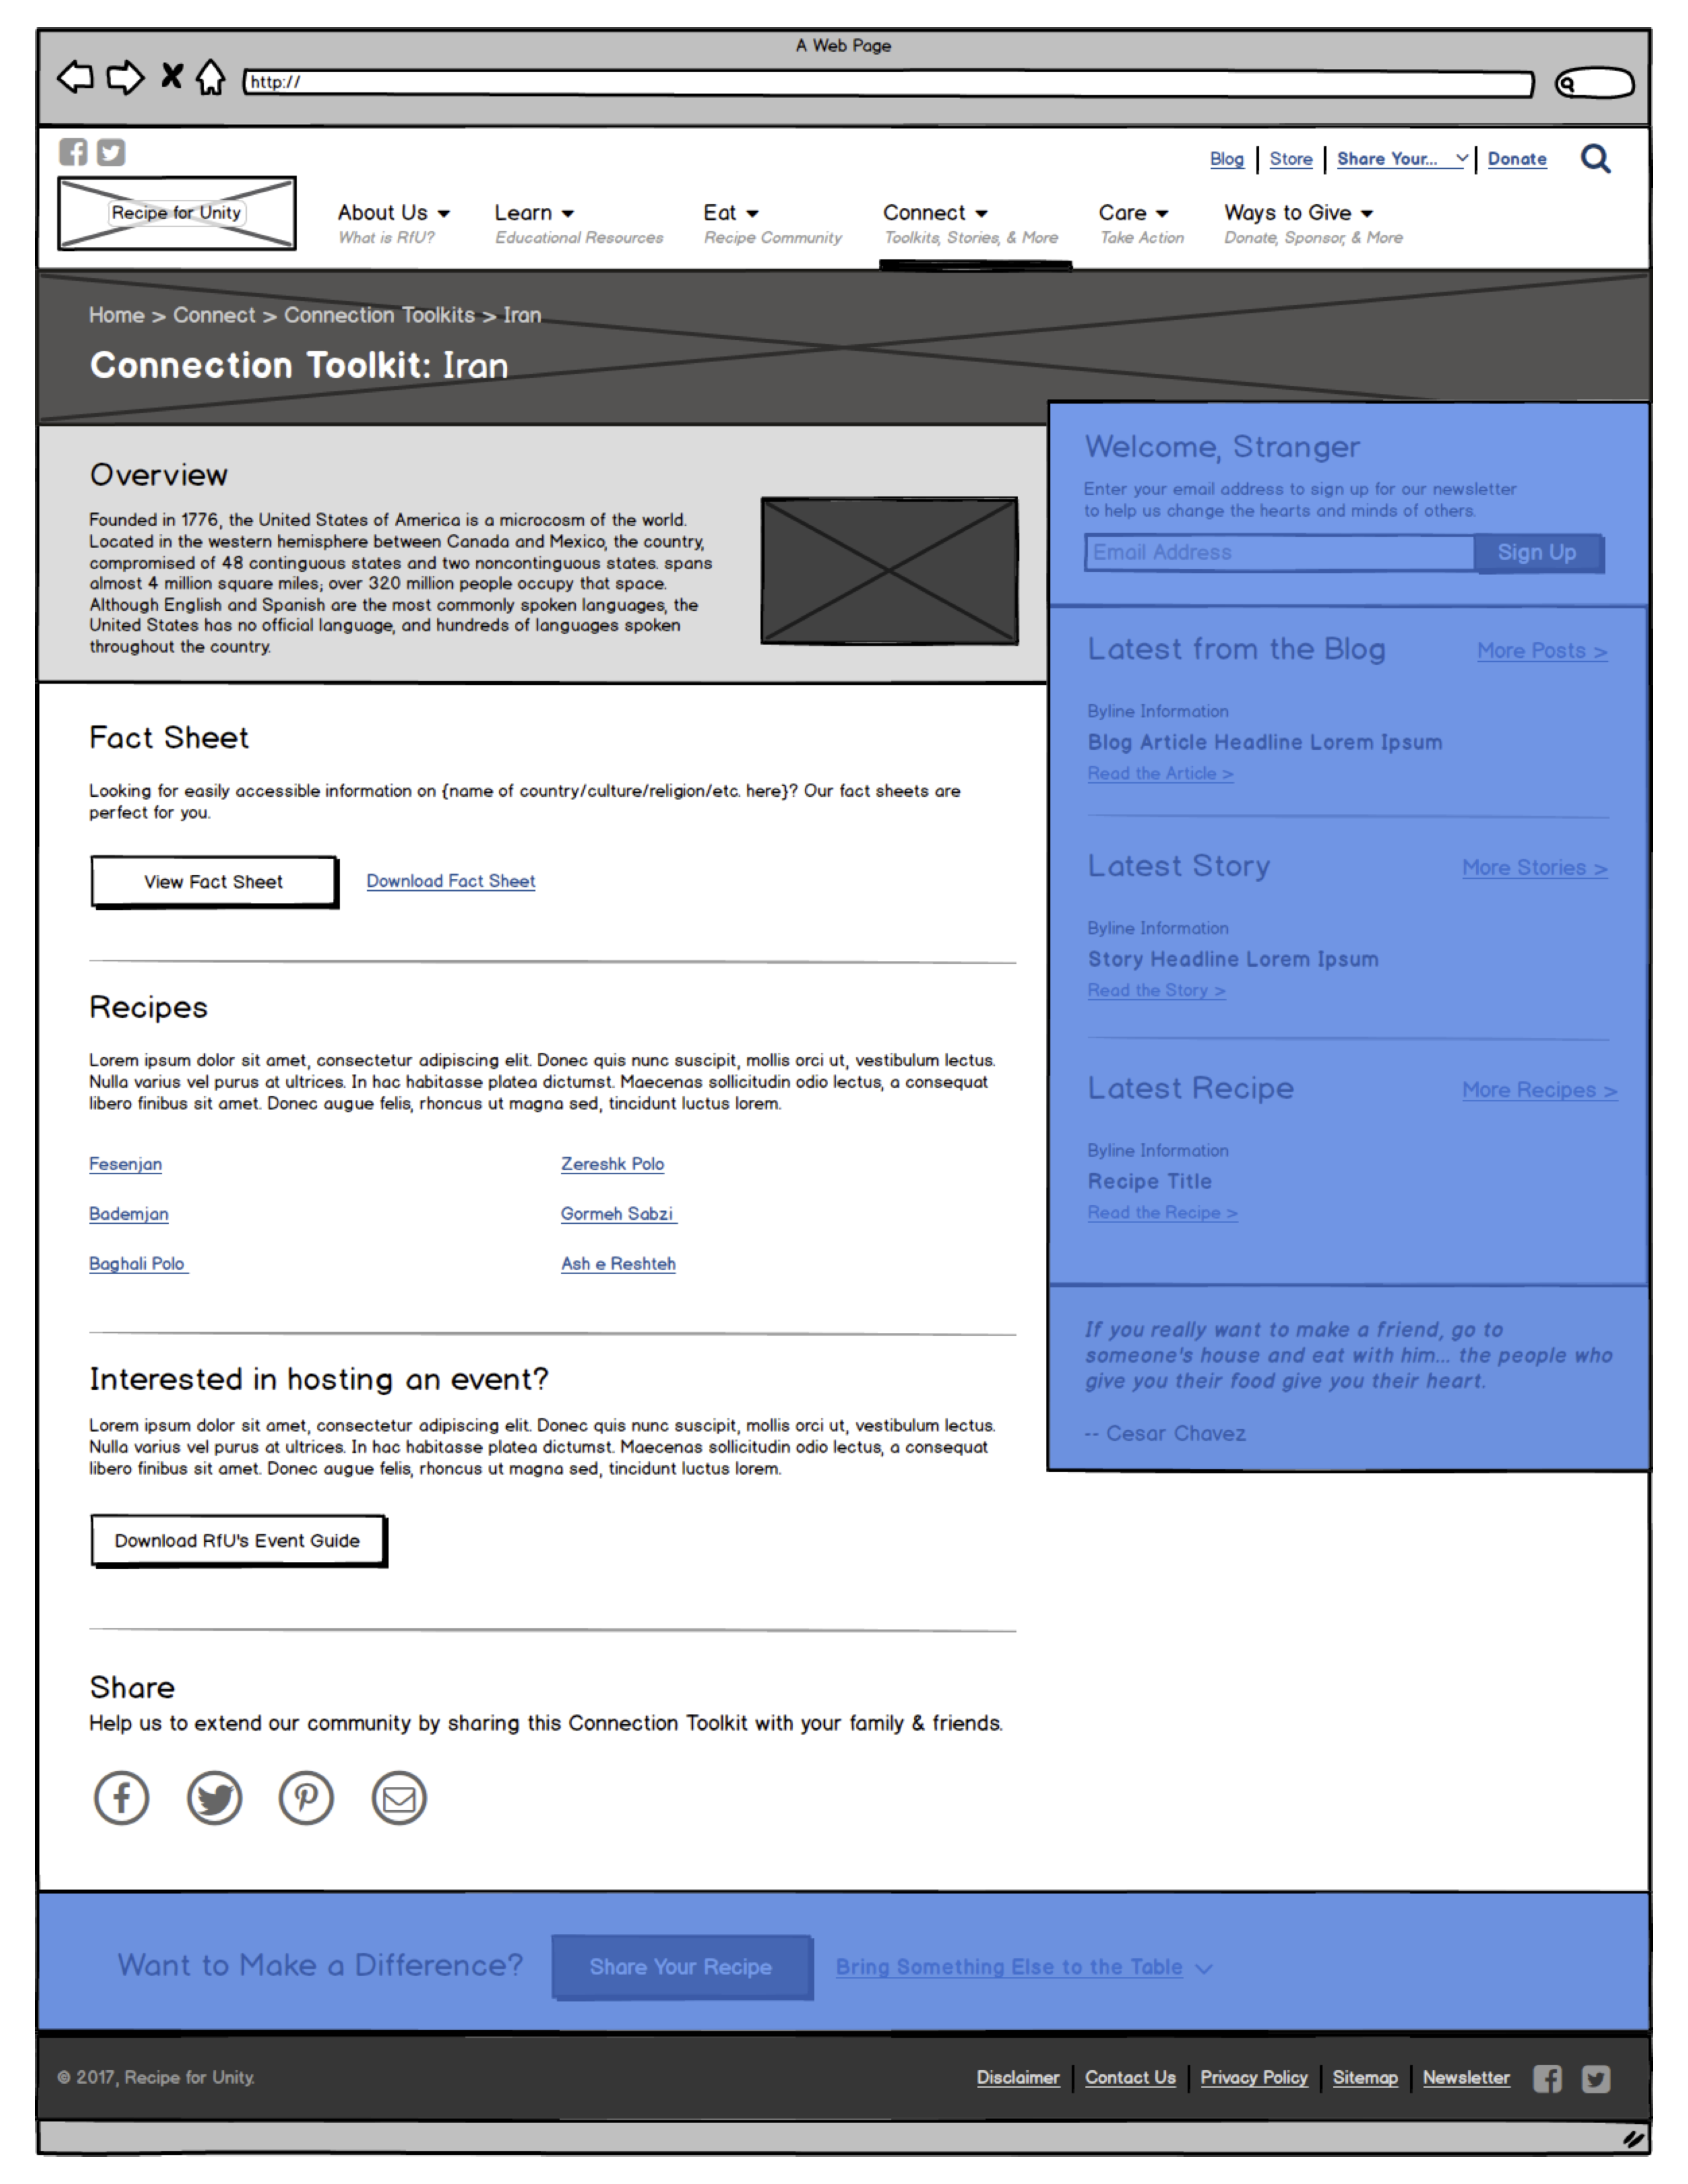 A Web Page
http://
Blog Store Share Your... Donate
Recipe for Unity
About Us Learn Eat Connect Care Ways to Give
What is RfU? Educational Resources Recipe Community Toolkits, Stories, & More Take Action Donate, Sponsor, & More
Home > Connect > Connection Toolkits > Iran
Connection Toolkit: Iran
Overview
Founded in 1776, the United States of America is a microcosm of the world.
Located in the western hemisphere between Canada and Mexico, the country,
compromised of 48 contiguous states and two noncontiguous states. spans
almost 4 million square miles; over 320 million people occupy that space.
Although English and Spanish are the most commonly spoken languages, the
United States has no official language, and hundreds of languages spoken
throughout the country.
Fact Sheet
Looking for easily accessible information on {name of country/culture/religion/etc. here}? Our fact sheets are
perfect for you.
View Fact Sheet
Download Fact Sheet
Recipes
Lorem ipsum dolor sit amet, consectetur adipiscing elit. Donec quis nunc suscipit, mollis orci ut, vestibulum lectus.
Nulla varius vel purus at ultrices. In hac habitasse platea dictumst. Maecenas sollicitudin odio lectus, a consequat
libero finibus sit amet. Donec augue felis, rhoncus ut magna sed, tincidunt luctus lorem.
Fesenjan
Zereshk Polo
Bademjan
Gormeh Sabzi
Baghali Polo
Ash e Reshteh
Interested in hosting an event?
Lorem ipsum dolor sit amet, consectetur adipiscing elit. Donec quis nunc suscipit, mollis orci ut, vestibulum lectus.
Nulla varius vel purus at ultrices. In hac habitasse platea dictumst. Maecenas sollicitudin odio lectus, a consequat
libero finibus sit amet. Donec augue felis, rhoncus ut magna sed, tincidunt luctus lorem.
Download RfU's Event Guide
Share
Help us to extend our community by sharing this Connection Toolkit with your family & friends.
Welcome, Stranger
Enter your email address to sign up for our newsletter
to help us change the hearts and minds of others.
Email Address
Sign Up
Latest from the Blog
More Posts >
Byline Information
Blog Article Headline Lorem Ipsum
Read the Article >
Latest Story
More Stories >
Byline Information
Story Headline Lorem Ipsum
Read the Story >
Latest Recipe
More Recipes >
Byline Information
Recipe Title
Read the Recipe >
If you really want to make a friend, go to
someone's house and eat with him... the people who
give you their food give you their heart.
-- Cesar Chavez
Want to Make a Difference?
Share Your Recipe
Bring Something Else to the Table
© 2017, Recipe for Unity.
Disclaimer Contact Us Privacy Policy Sitemap Newsletter